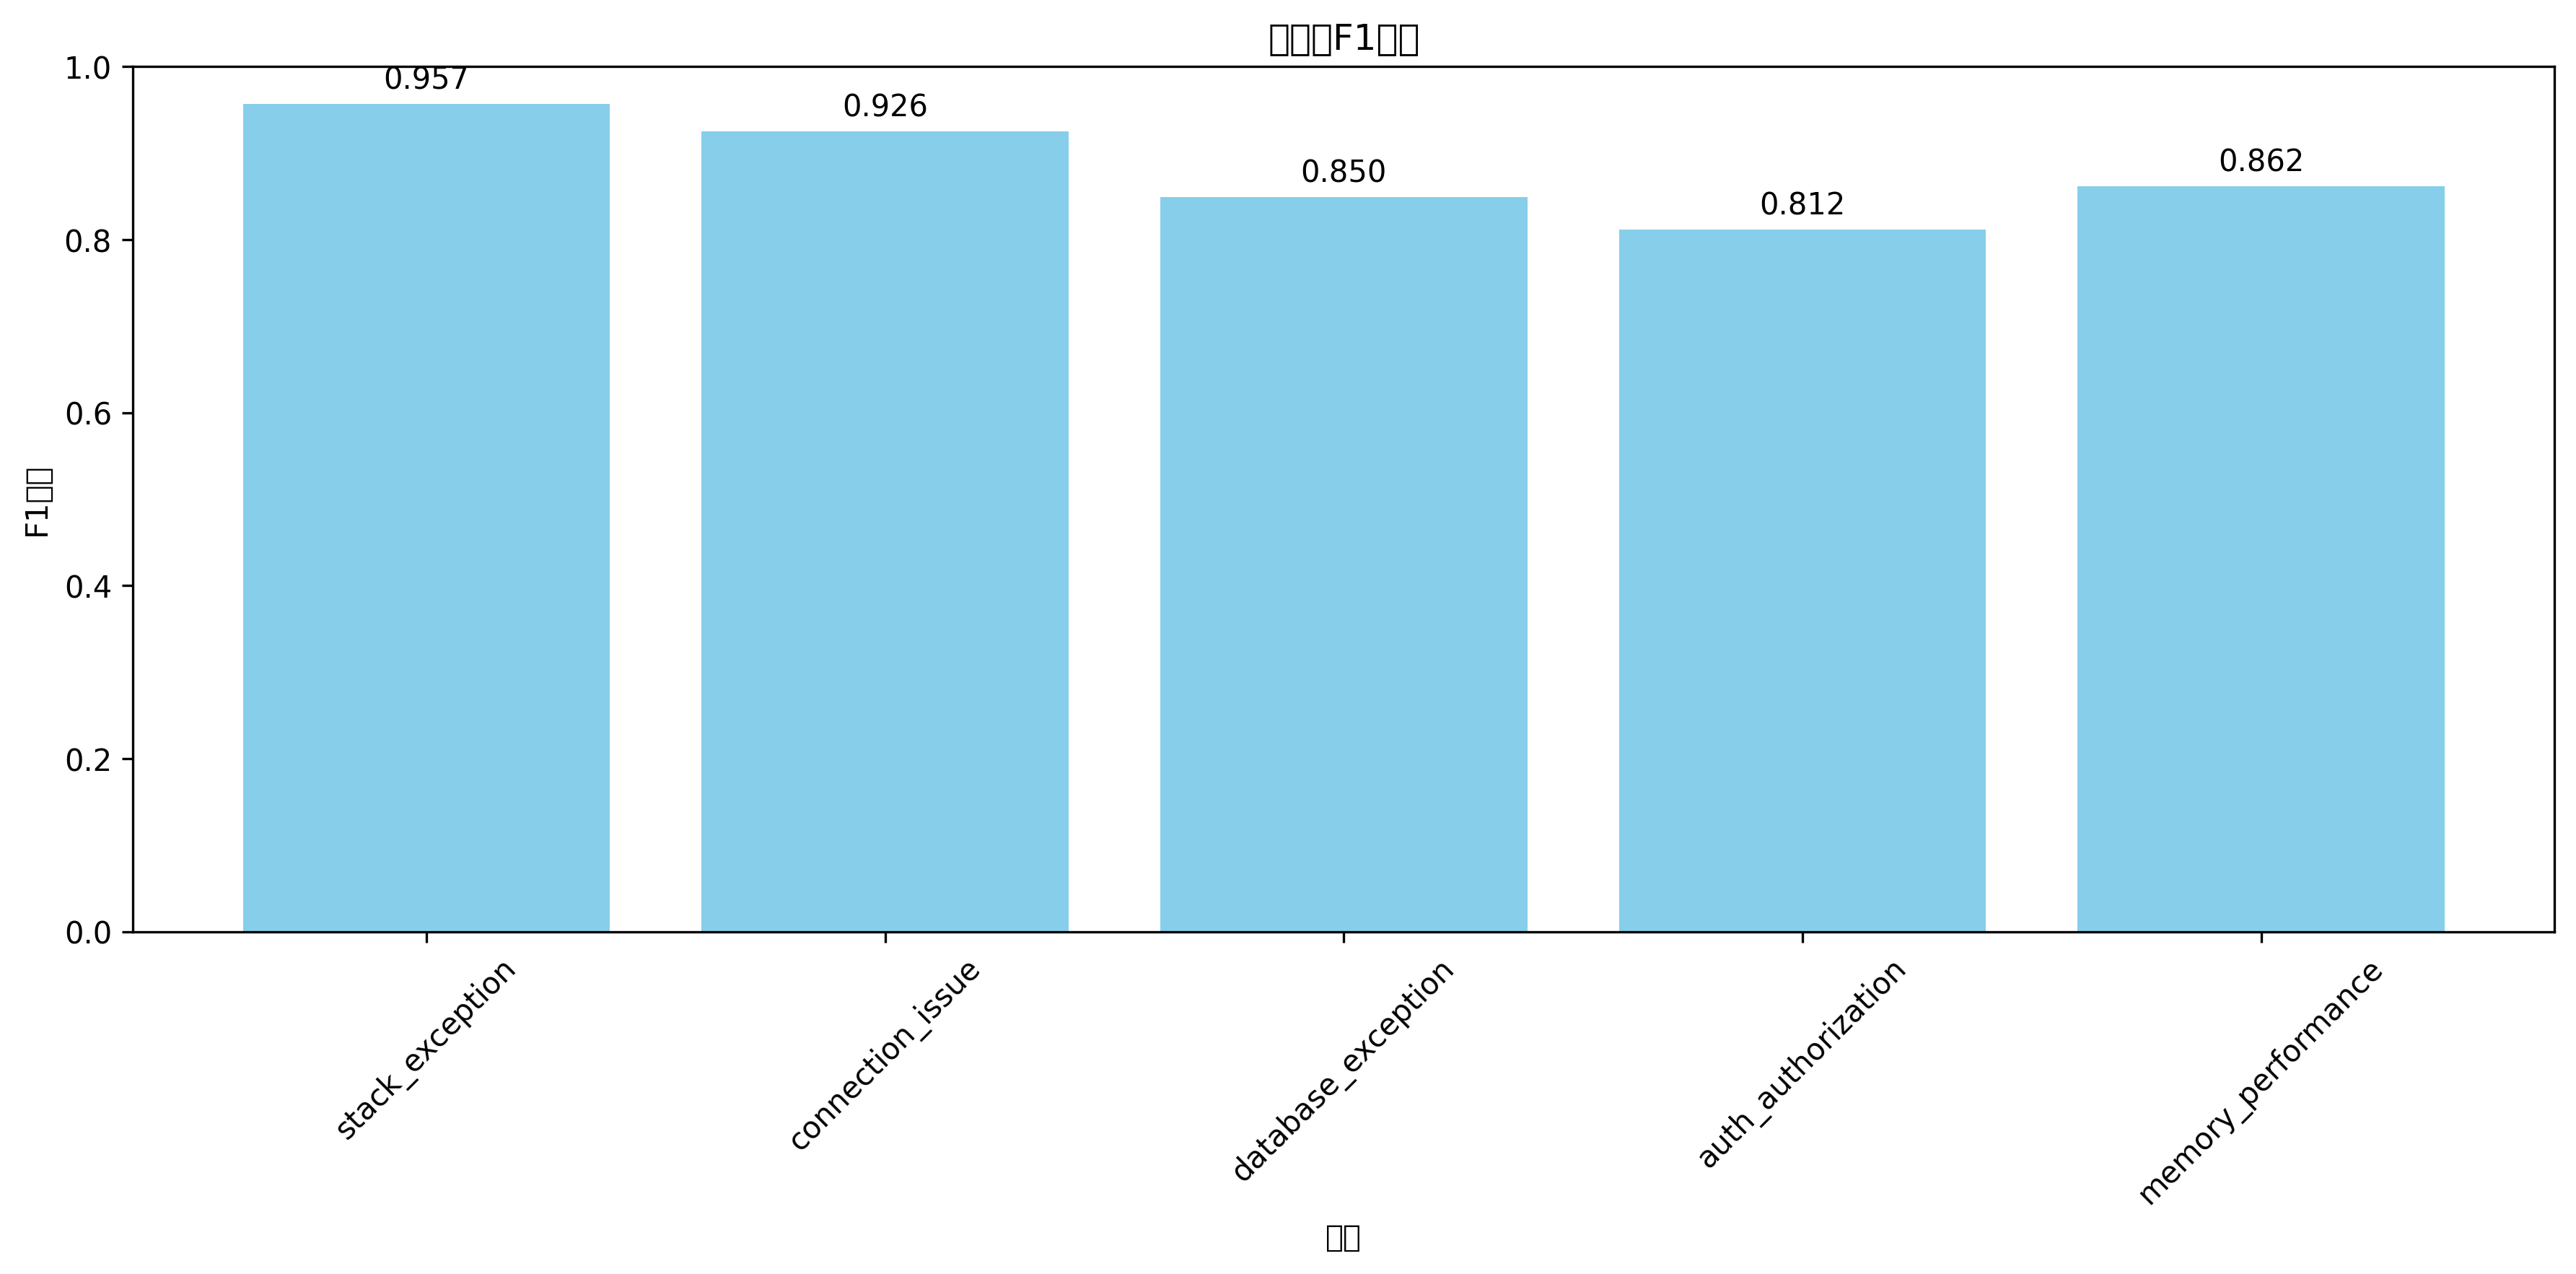 F1
1.0
0.957
0.926
0.850
0.812
0.862
0.8
0.6
0.4
0.2
0.0
F1
stack_exception
connection_issue
database_exception
auth_authorization
memory_performance